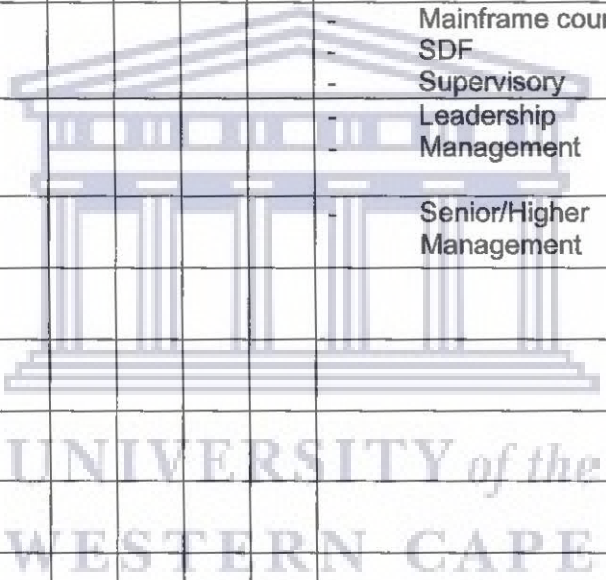 - Mainframe cour
- SDF
- Supervisory
- Leadership
- Management
- Senior/Higher
Management
UNIVERSITY of the
WESTERN CAPE